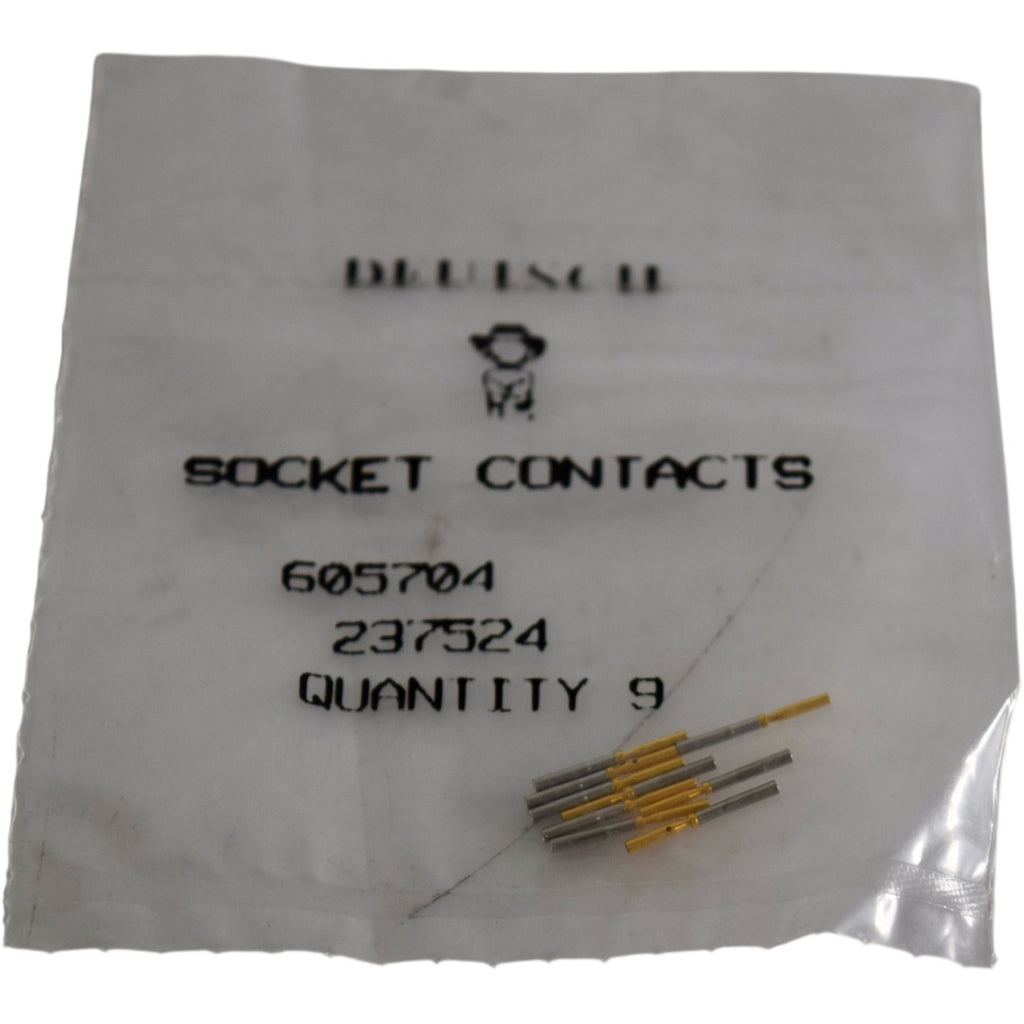 DEUTSCH
SOCKET CONTACTS
605704
237524
QUANTITY 9